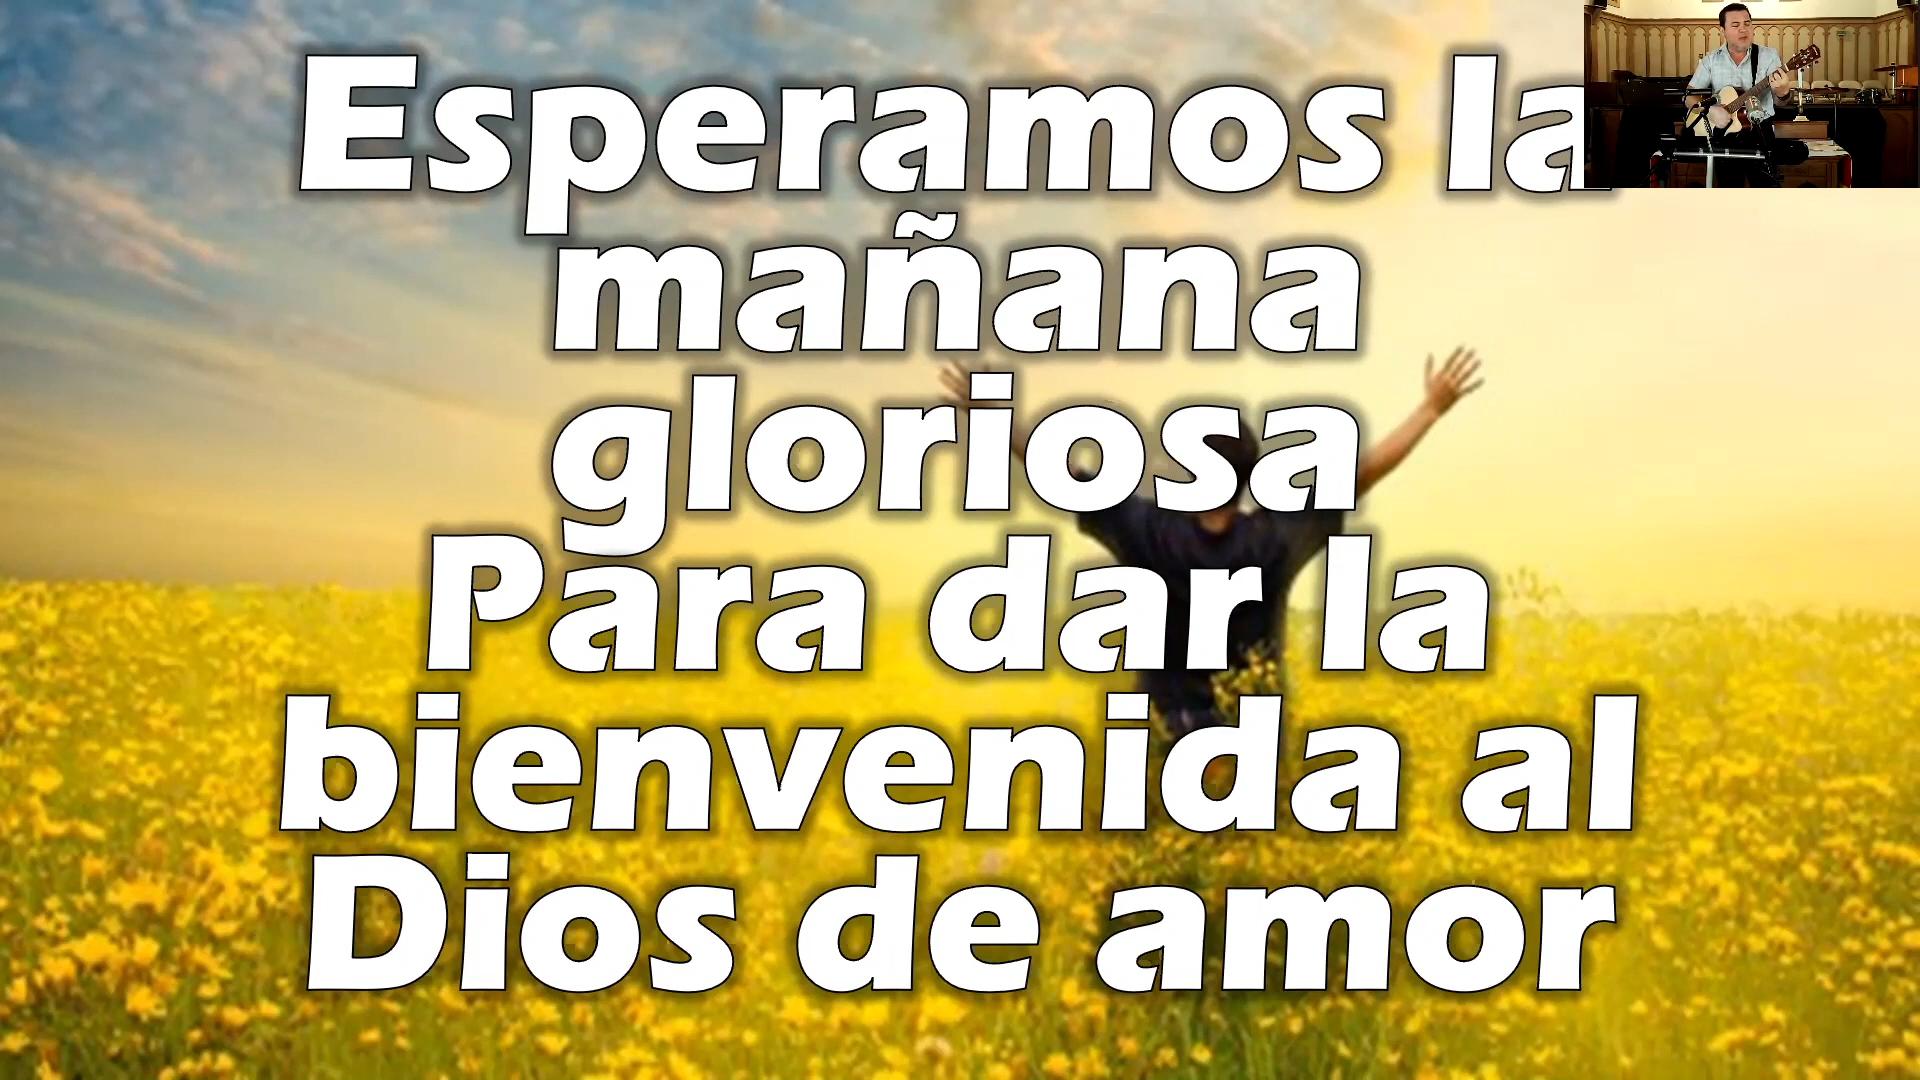 Esperamos la
mañana
gloriosa
Para dar la
bienvenida al
Dios de amor